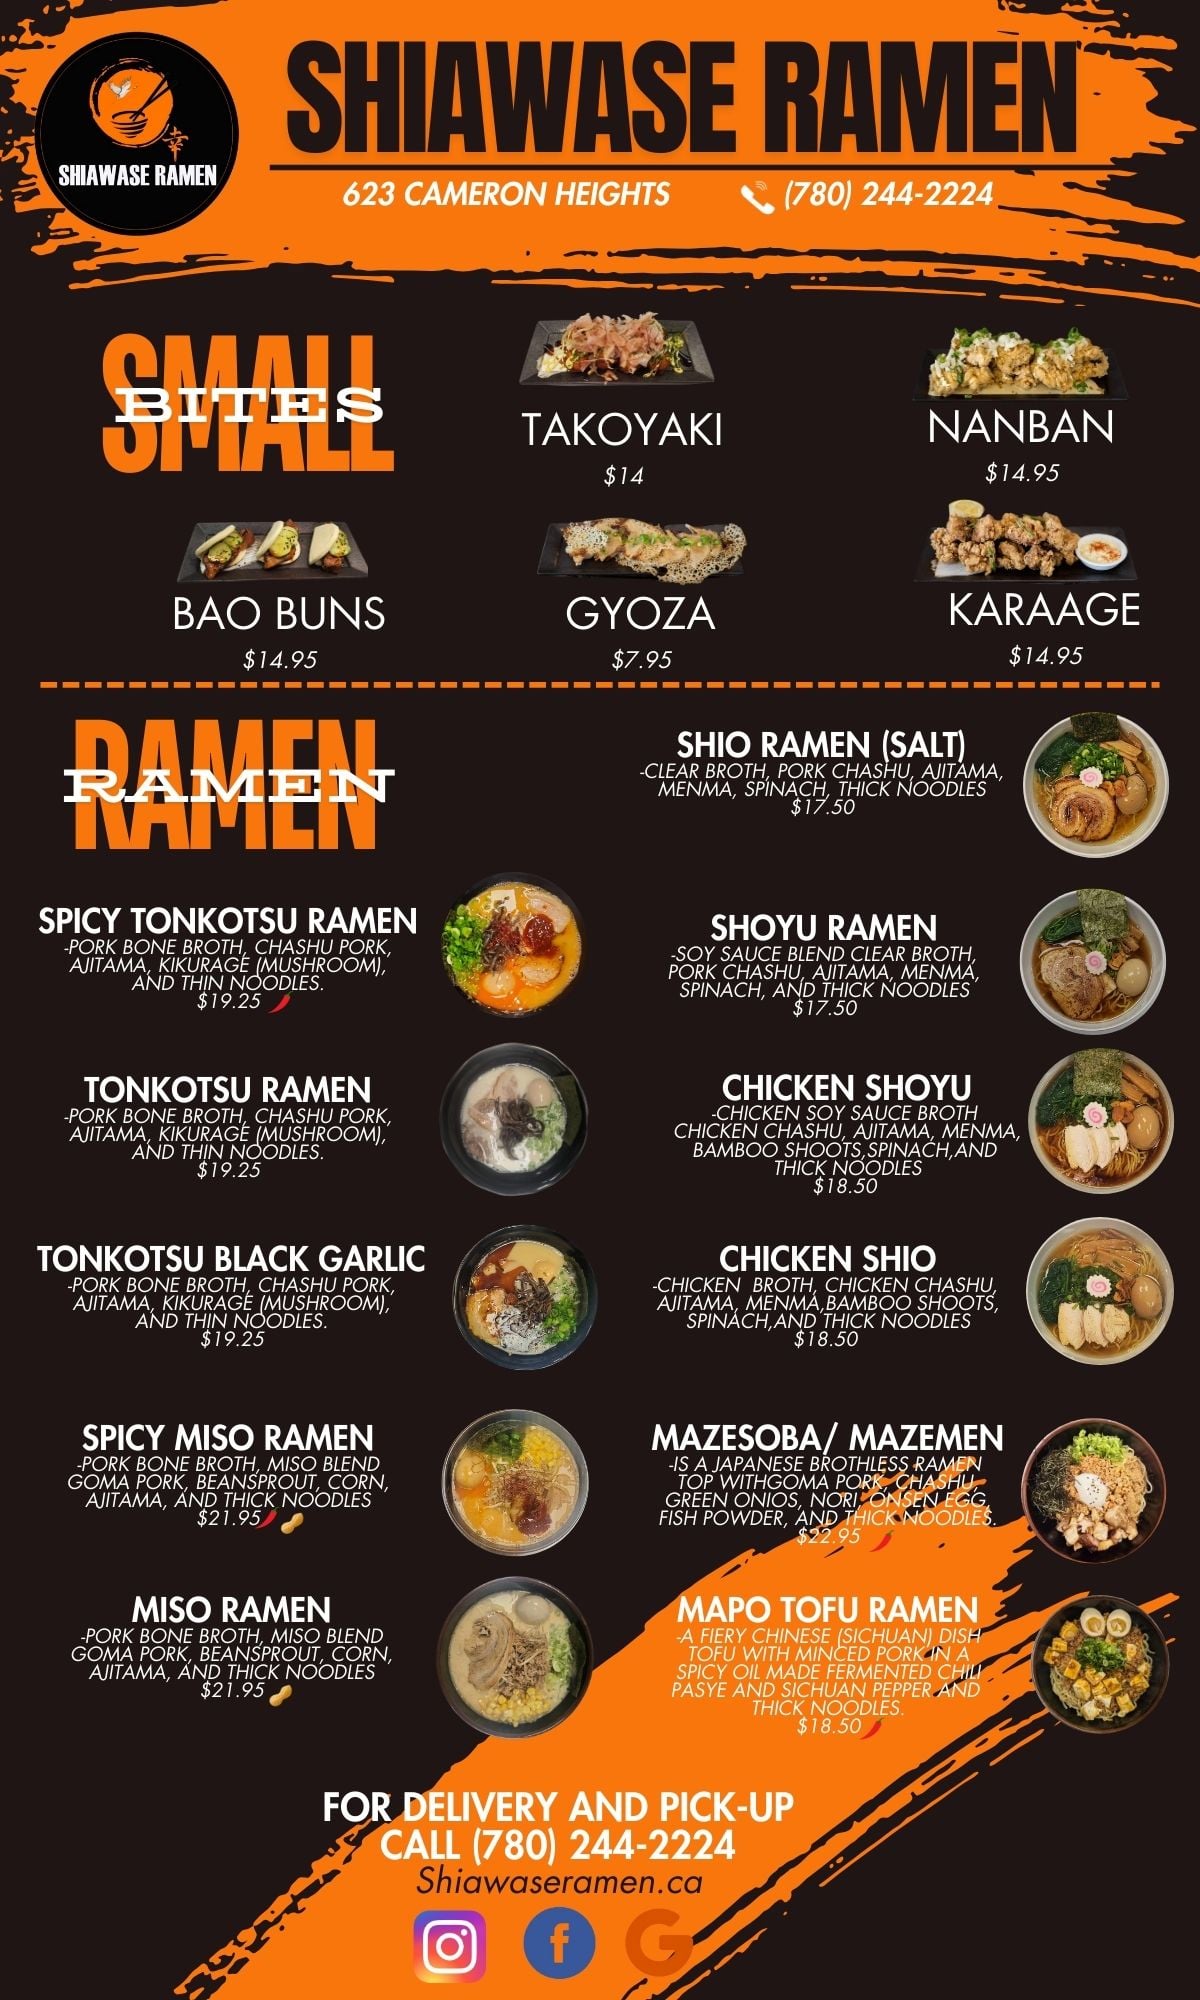 SHIAWASE RAMEN
幸
SHIAWASE RAMEN
623 CAMERON HEIGHTS
(780) 244-2224
SMALL
BITES
TAKOYAKI
$14
NANBAN
$14.95
BAO BUNS
$14.95
GYOZA
$7.95
KARAAGE
$14.95
RAMEN
RAMEN
SPICY TONKOTSU RAMEN
-PORK BONE BROTH, CHASHU PORK,
AJITAMA, KIKURAGE (MUSHROOM),
AND THIN NOODLES.
$19.25
TONKOTSU RAMEN
-PORK BONE BROTH, CHASHU PORK,
AJITAMA, KIKURAGE (MUSHROOM),
AND THIN NOODLES.
$19.25
TONKOTSU BLACK GARLIC
-PORK BONE BROTH, CHASHU PORK,
AJITAMA, KIKURAGE (MUSHROOM),
AND THIN NOODLES.
$19.25
SPICY MISO RAMEN
-PORK BONE BROTH, MISO BLEND
GOMA PORK, BEANSPROUT, CORN,
AJITAMA, AND THICK NOODLES
$21.95
MISO RAMEN
-PORK BONE BROTH, MISO BLEND
GOMA PORK, BEANSPROUT, CORN,
AJITAMA, AND THICK NOODLES
$21.95
SHIO RAMEN (SALT)
-CLEAR BROTH, PORK CHASHU, AJITAMA,
MENMA, SPINACH, THICK NOODLES
$17.50
SHOYU RAMEN
-SOY SAUCE BLEND CLEAR BROTH,
PORK CHASHU, AJITAMA, MENMA,
SPINACH, AND THICK NOODLES
$17.50
CHICKEN SHOYU
-CHICKEN SOY SAUCE BROTH
CHICKEN CHASHU, AJITAMA, MENMA,
BAMBOO SHOOTS,SPINACH,AND
THICK NOODLES
$18.50
CHICKEN SHIO
-CHICKEN BROTH, CHICKEN CHASHU,
AJITAMA, MENMA,BAMBOO SHOOTS,
SPINACH,AND THICK NOODLES
$18.50
MAZESOBA/ MAZEMEN
-IS A JAPANESE BROTHLESS RAMEN
TOP WITHGOMA PORK, CHASHU,
GREEN ONIOS, NORI ,ONSEN EGG,
FISH POWDER, AND THICK NOODLES.
$22.95
MAPO TOFU RAMEN
-A FIERY CHINESE (SICHUAN) DISH
TOFU WITH MINCED PORK IN A
SPICY OIL MADE FERMENTED CHILI
PASYE AND SICHUAN PEPPER AND
THICK NOODLES.
$18.50
FOR DELIVERY AND PICK-UP
CALL (780) 244-2224
Shiawaseramen.ca